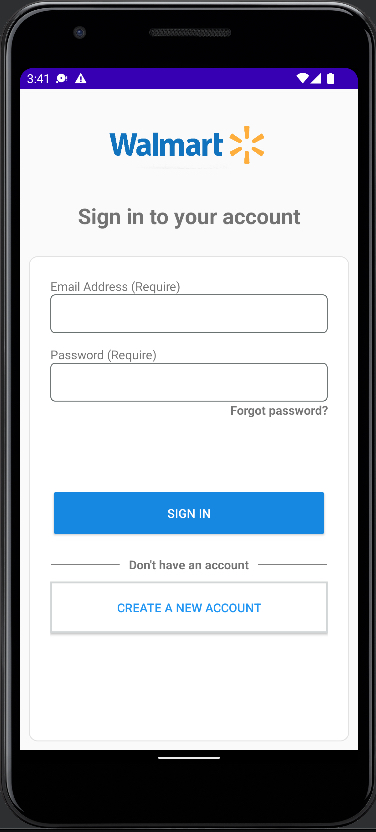 3:41
Walmart
Sign in to your account
Email Address (Require)
Password (Require)
Forgot password?
SIGN IN
Don't have an account
CREATE A NEW ACCOUNT